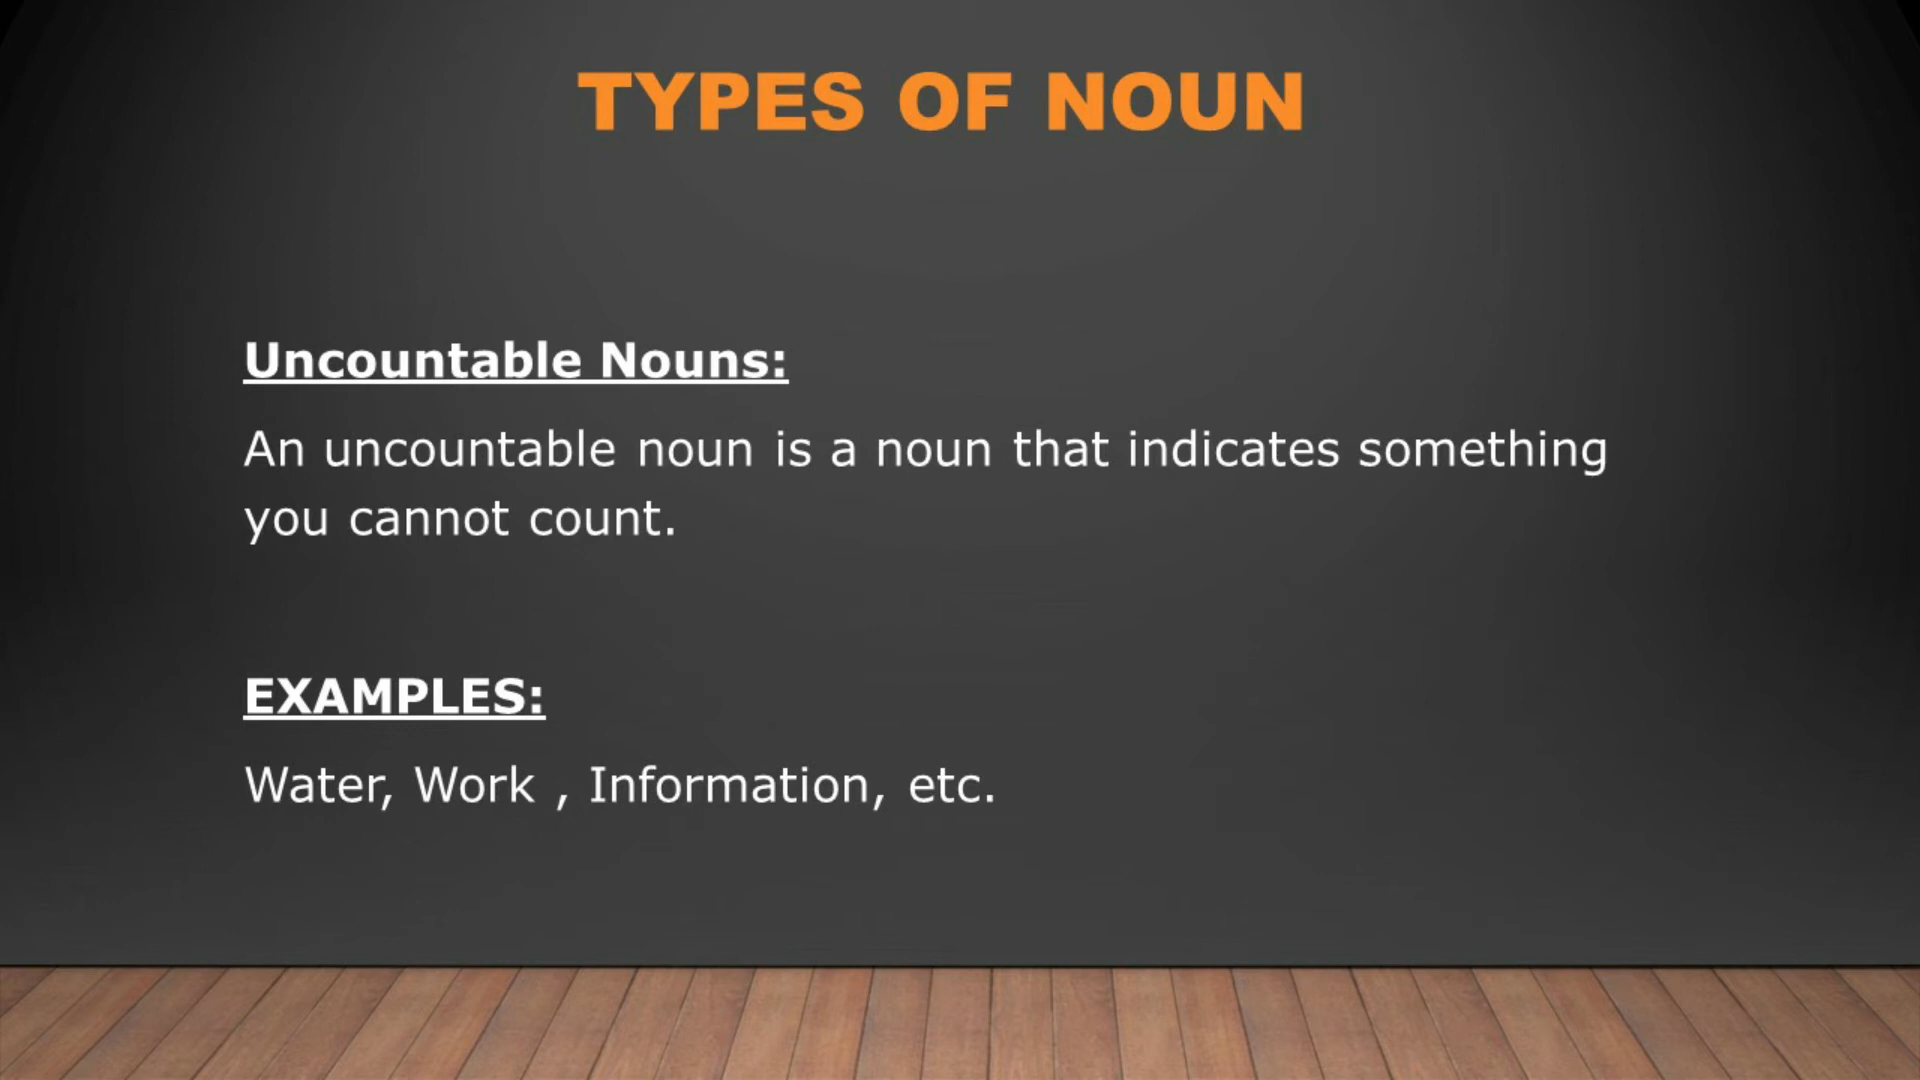 TYPES OF NOUN
Uncountable Nouns:
An uncountable noun is a noun that indicates something
you cannot count.
EXAMPLES:
Water, Work , Information, etc.